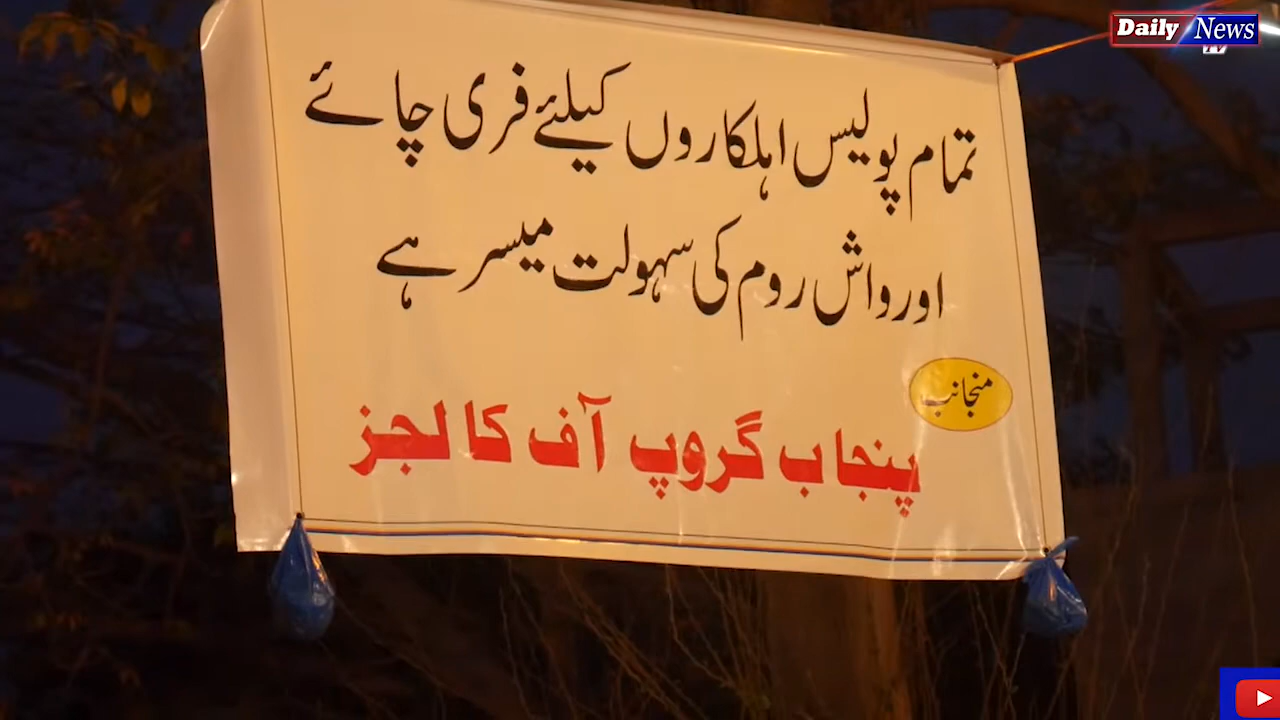 Daily News
تمام پولیس اہلکاروں کیلئے فری چائے
اور واش روم کی سہولت میسر ہے
منجانب
پنجاب گروپ آف کالجز